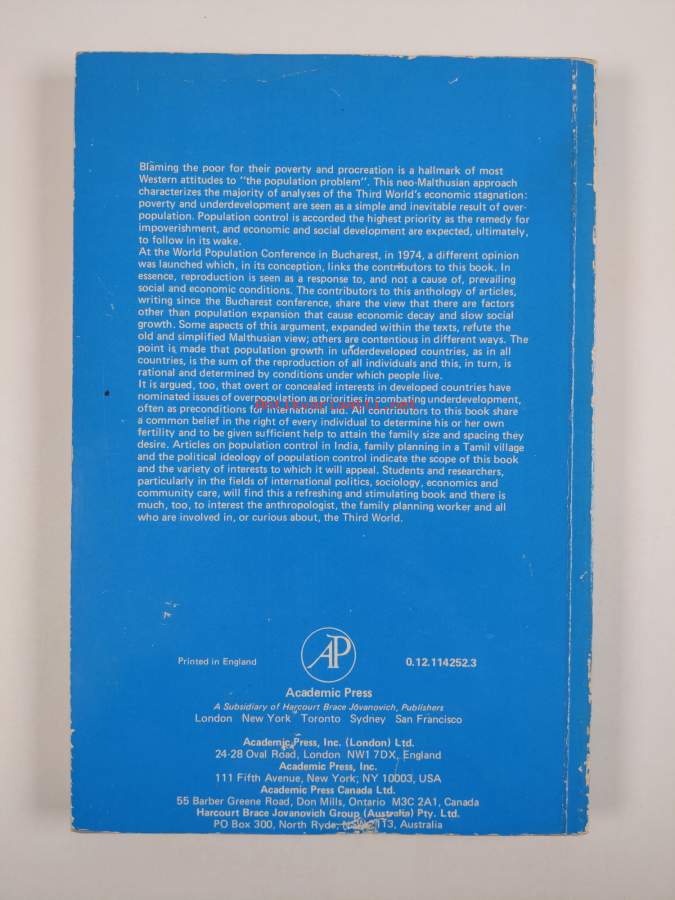 Blaming the poor for their poverty and procreation is a hallmark of most
Western attitudes to "the population problem". This neo-Malthusian approach
characterizes the majority of analyses of the Third World's economic stagnation:
poverty and underdevelopment are seen as a simple and inevitable result of over-
population. Population control is accorded the highest priority as the remedy for
impoverishment, and economic and social development are expected, ultimately,
to follow in its wake.
At the World Population Conference in Bucharest, in 1974, a different opinion
was launched which, in its conception, links the contributors to this book. In
essence, reproduction is seen as a response to, and not a cause of, prevailing
social and economic conditions. The contributors to this anthology of articles,
writing since the Bucharest conference, share the view that there are factors
other than population expansion that cause economic decay and slow social
growth. Some aspects of this argument, expanded within the texts, refute the
old and simplified Malthusian view; others are contentious in different ways. The
point is made that population growth in underdeveloped countries, as in all
countries, is the sum of the reproduction of all individuals and this, in turn, is
rational and determined by conditions under which people live.
It is argued, too, that overt or concealed interests in developed countries have
nominated issues of overpopulation as priorities in combating underdevelopment,
often as preconditions for international aid. All contributors to this book share
a common belief in the right of every individual to determine his or her own
fertility and to be given sufficient help to attain the family size and spacing they
desire. Articles on population control in India, family planning in a Tamil village
and the political ideology of population control indicate the scope of this book
and the variety of interests to which it will appeal. Students and researchers,
particularly in the fields of international politics, sociology, economics and
community care, will find this a refreshing and stimulating book and there is
much, too, to interest the anthropologist, the family planning worker and all
who are involved in, or curious about, the Third World.
Printed in England
AP
0.12.114252.3
Academic Press
A Subsidiary of Harcourt Brace Jovanovich, Publishers
London New York Toronto Sydney San Francisco
Academic Press, Inc. (London) Ltd.
24-28 Oval Road, London NW1 7DX, England
Academic Press, Inc.
111 Fifth Avenue, New York, NY 10003, USA
Academic Press Canada Ltd.
55 Barber Greene Road, Don Mills, Ontario M3C 2A1, Canada
Harcourt Brace Jovanovich Group (Australia) Pty. Ltd.
PO Box 300, North Ryde, 2113, Australia